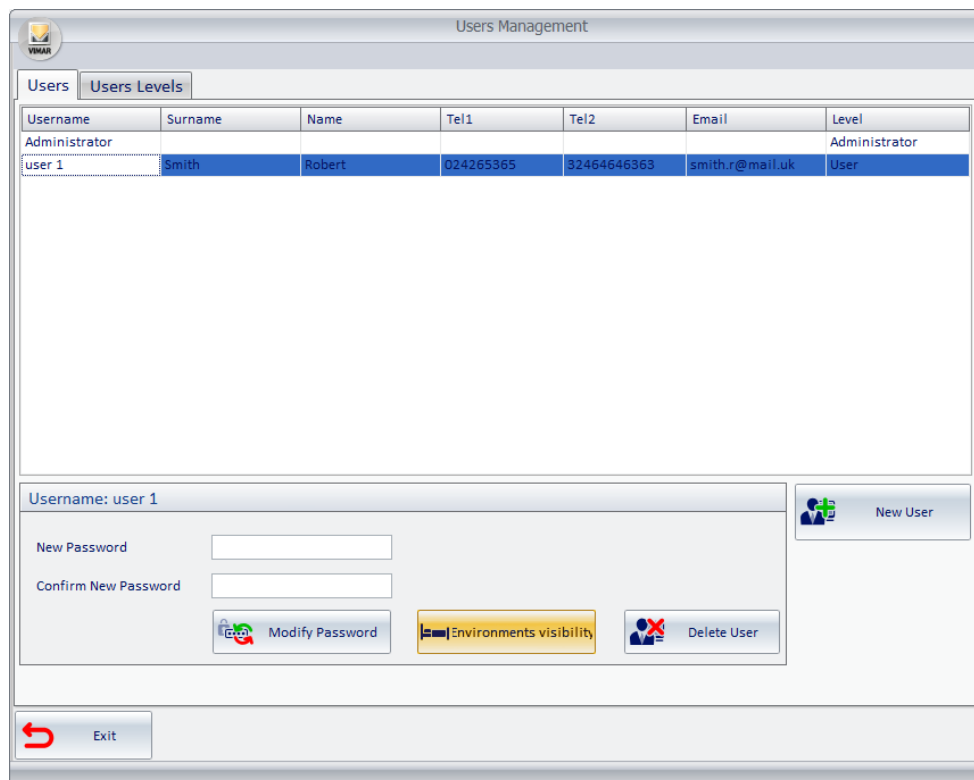 Users Management
VIMAR
Users Users Levels
Username Surname Name Tel1 Tel2 Email Level
Administrator Administrator
user 1 Smith Robert 024265365 32464646363 smith.r@mail.uk User
Username: user 1
New User
New Password
Confirm New Password
Modify Password Environments visibility Delete User
Exit